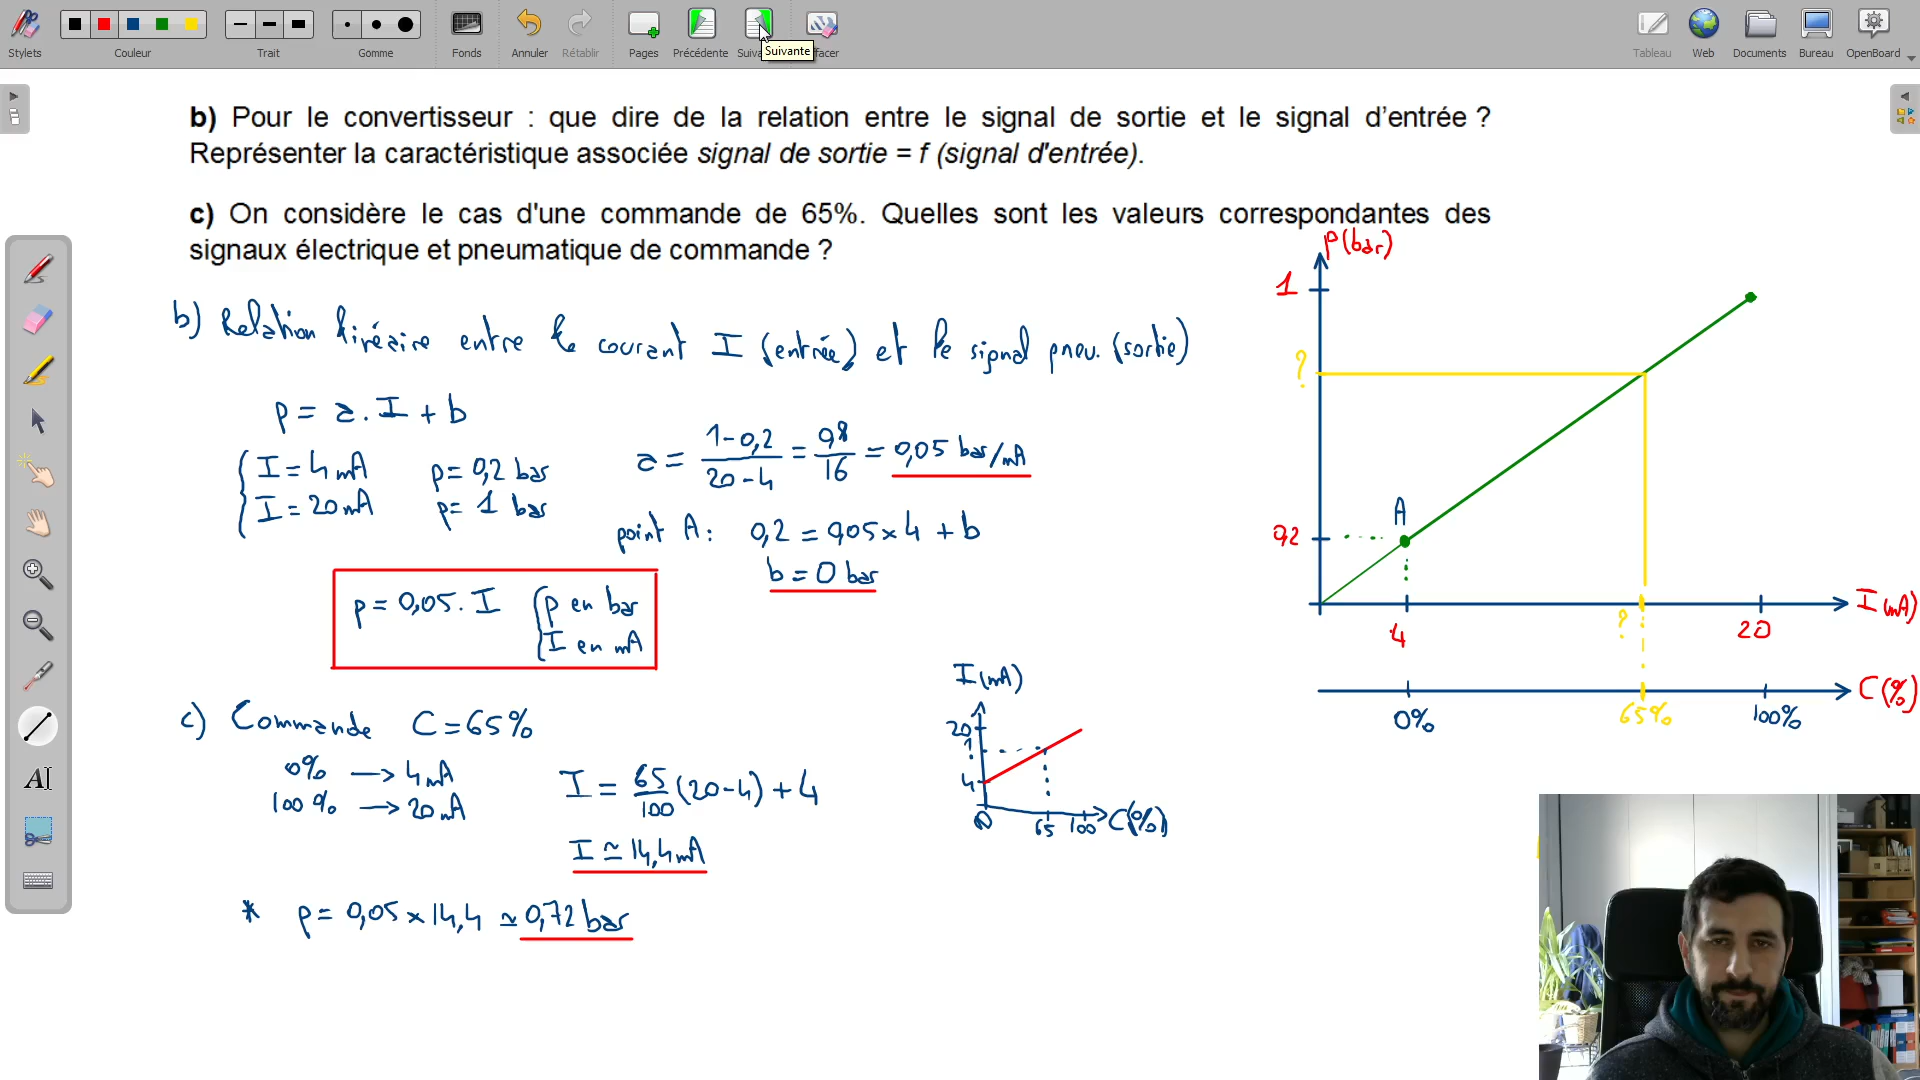 Stylets
Couleur
Trait
Gomme
Fonds
Annuler
Rétablir
Pages
Précédente
Suivante
Tableau
Web
Documents
Bureau
OpenBoard
b) Pour le convertisseur : que dire de la relation entre le signal de sortie et le signal d’entrée ?
Représenter la caractéristique associée signal de sortie = f (signal d'entrée).
c) On considère le cas d'une commande de 65%. Quelles sont les valeurs correspondantes des
signaux électrique et pneumatique de commande ?
b) Relation linéaire entre le courant I (entrée) et le signal pneu. (sortie)
p = a . I + b
I = 4 mA p = 0,2 bar
I = 20 mA p = 1 bar
a = 1-0,2 / 20-4 = 0,8 / 16 = 0,05 bar/mA
point A : 0,2 = 0,05 × 4 + b
b = 0 bar
p = 0,05 . I
p en bar
I en mA
c) Commande C = 65%
0% → 4 mA
100 % → 20 mA
I = 65/100 (20-4) + 4
I ≃ 14,4 mA
* p = 0,05 × 14,4 ≃ 0,72 bar
I (mA)
20
?
4
0 65 100 C(%)
p (bar)
1
?
A
0,2
4 ? 20 I (mA)
0% 65% 100% C (%)
AI